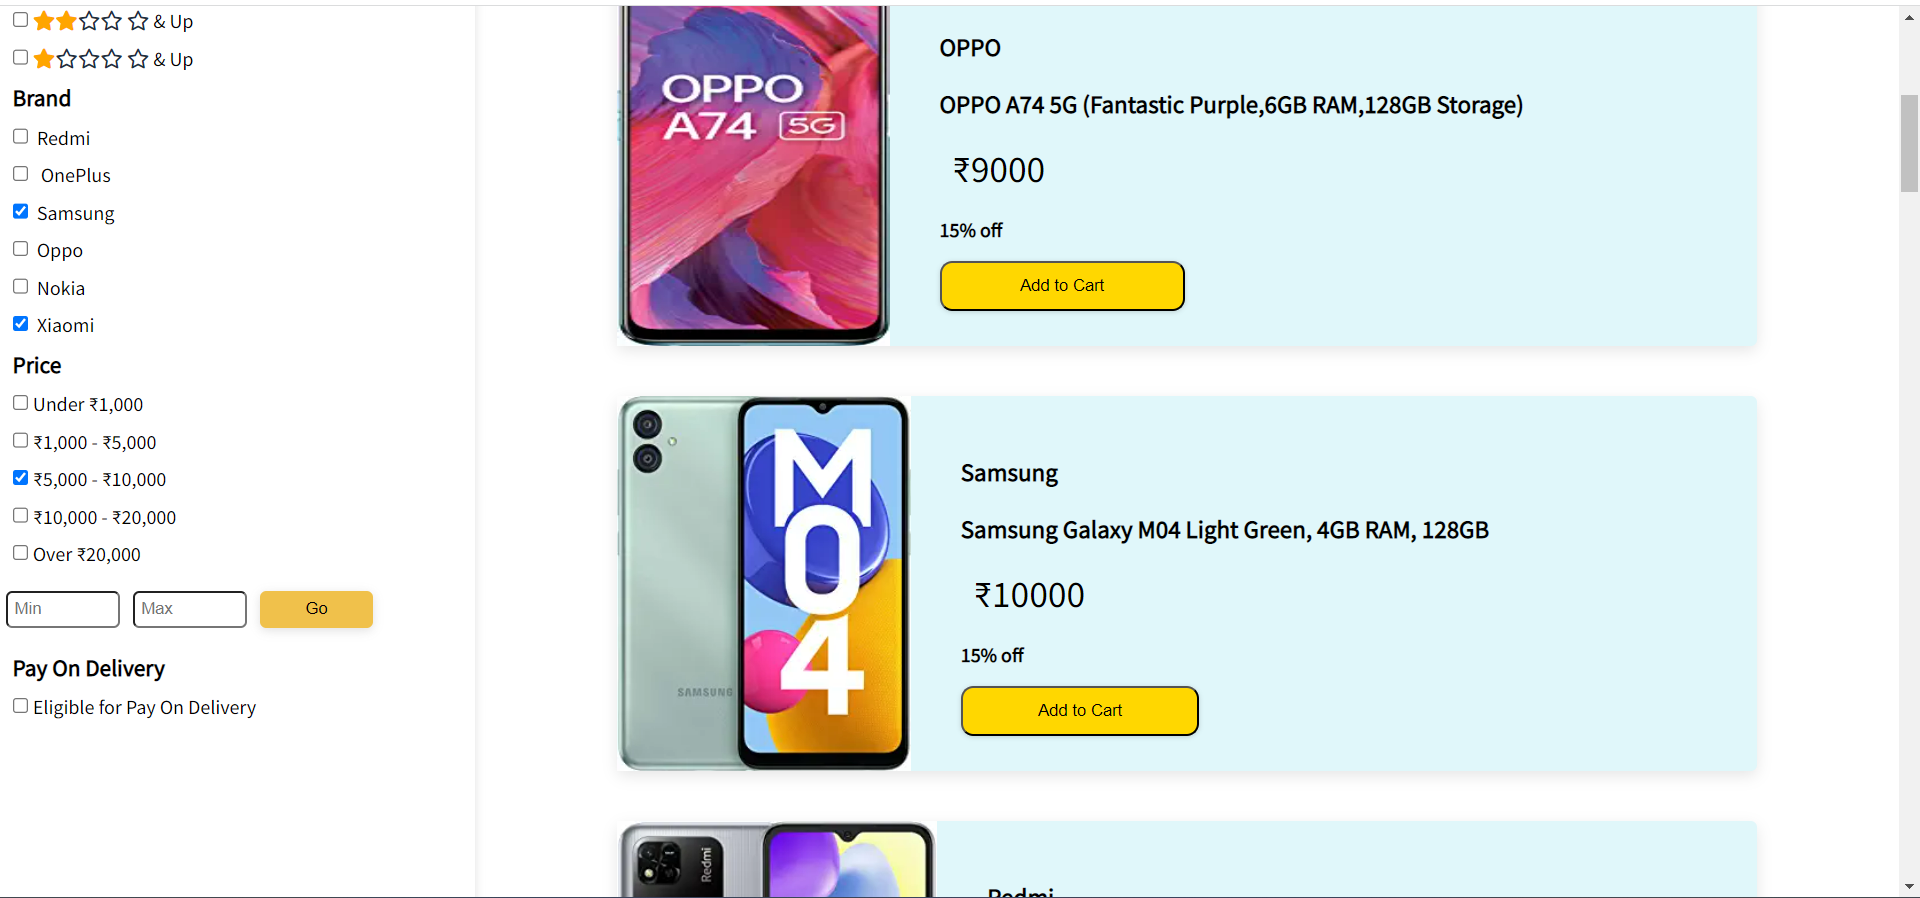 & Up
& Up
Brand
Redmi
OnePlus
Samsung
Oppo
Nokia
Xiaomi
Price
Under ₹1,000
₹1,000 - ₹5,000
₹5,000 - ₹10,000
₹10,000 - ₹20,000
Over ₹20,000
Min Max Go
Pay On Delivery
Eligible for Pay On Delivery
OPPO
A74 5G
OPPO
OPPO A74 5G (Fantastic Purple,6GB RAM,128GB Storage)
₹9000
15% off
Add to Cart
M
0
4
SAMSUNG
Samsung
Samsung Galaxy M04 Light Green, 4GB RAM, 128GB
₹10000
15% off
Add to Cart
Redmi
Redmi